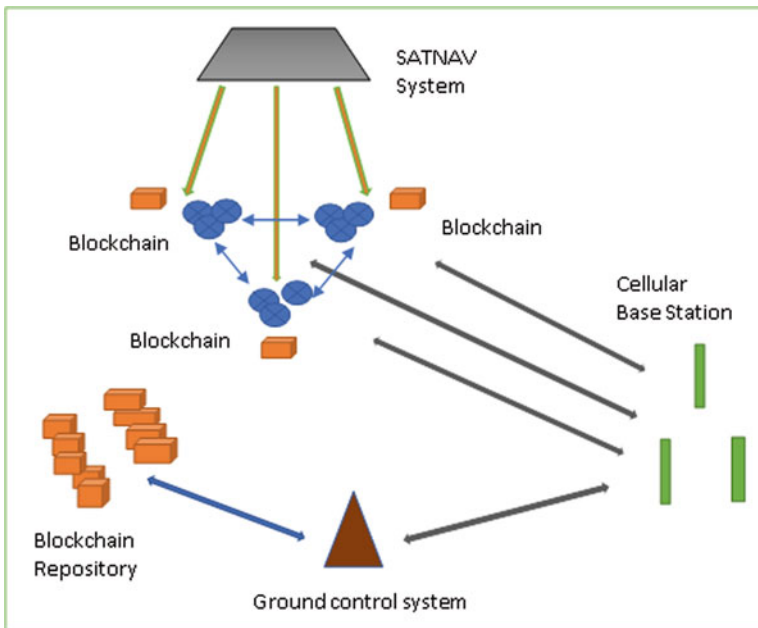 SATNAV
System
Blockchain
Blockchain
Cellular
Base Station
Blockchain
Blockchain
Repository
Ground control system